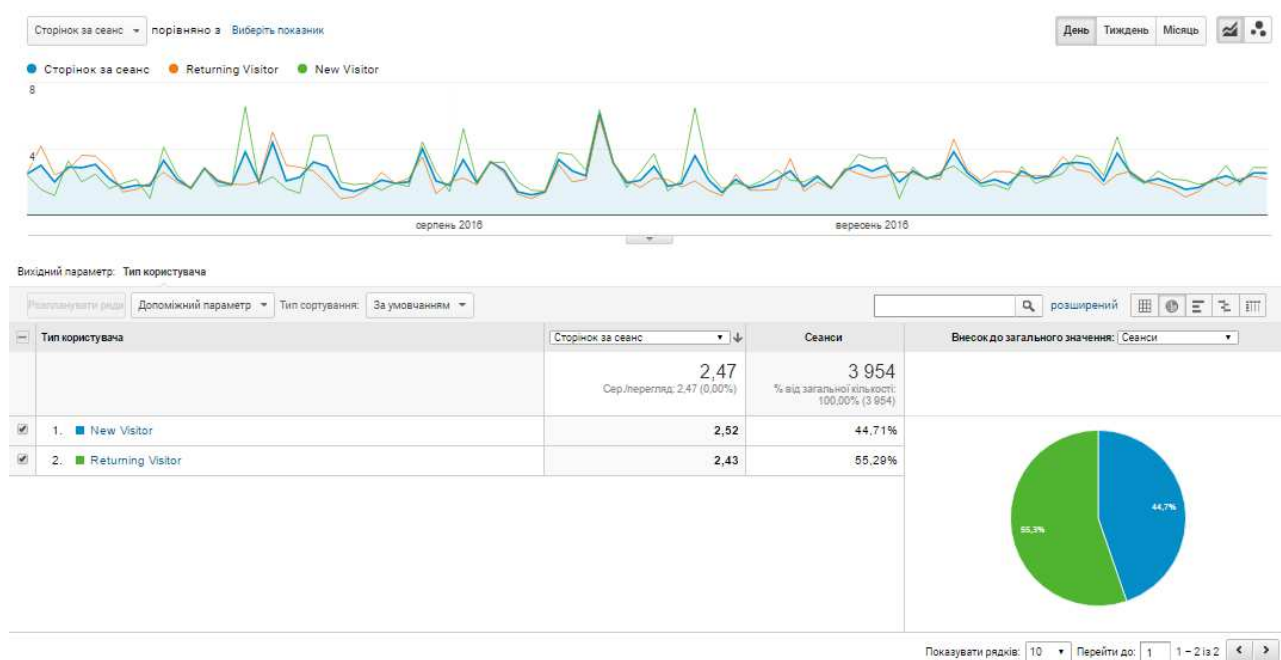 Сторінок за сеанс порівняно з Виберіть показник День Тиждень Місяць
Сторінок за сеанс Returning Visitor New Visitor
8
4
серпень 2016 вересень 2016
Вихідний параметр: Тип користувача
Розпланувати ряди Допоміжний параметр Тип сортування: За умовчанням розширений
Тип користувача Сторінок за сеанс Сеанси Внесок до загального значення: Сеанси
2,47 3 954
Сер./перегляд: 2,47 (0,00%) % від загальної кількості:
100,00% (3 954)
1. New Visitor 2,52 44,71%
2. Returning Visitor 2,43 55,29%
44,7%
55,3%
Показувати рядків: 10 Перейти до: 1 1 – 2 із 2